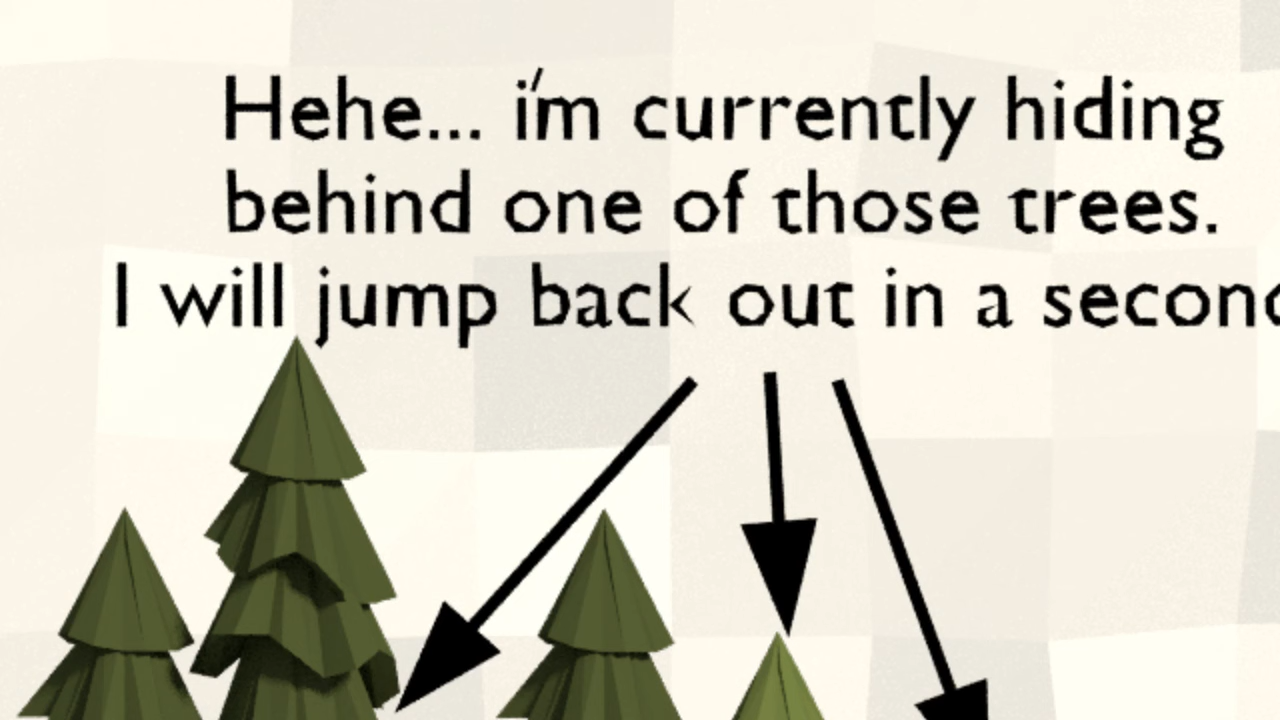 Hehe... i'm currently hiding
behind one of those trees.
I will jump back out in a